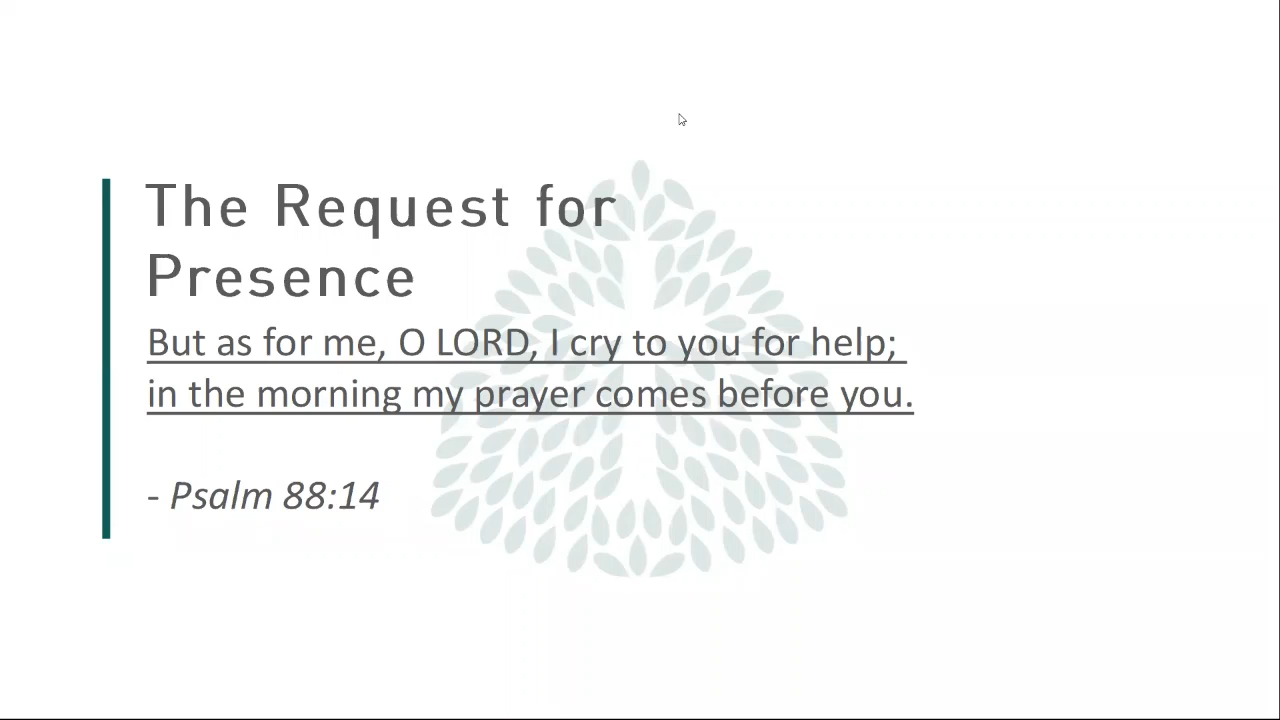 The Request for
Presence
But as for me, O LORD, I cry to you for help;
in the morning my prayer comes before you.
- Psalm 88:14